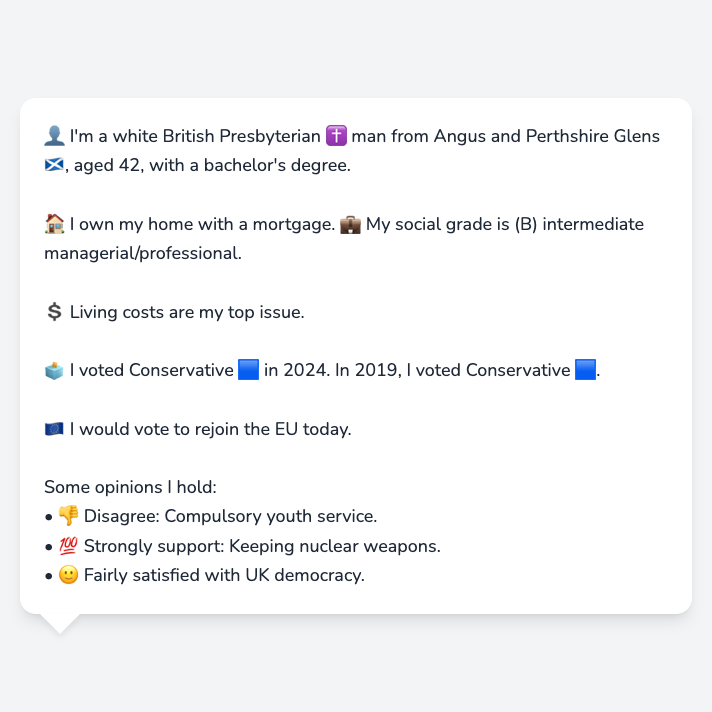 👤 I'm a white British Presbyterian ✝️ man from Angus and Perthshire Glens
🏴󠁧󠁢󠁳󠁣󠁴󠁿, aged 42, with a bachelor's degree.
🏠 I own my home with a mortgage. 💼 My social grade is (B) intermediate
managerial/professional.
💲 Living costs are my top issue.
🗳️ I voted Conservative 🟦 in 2024. In 2019, I voted Conservative 🟦.
🇪🇺 I would vote to rejoin the EU today.
Some opinions I hold:
• 👎 Disagree: Compulsory youth service.
• 💯 Strongly support: Keeping nuclear weapons.
• 🙂 Fairly satisfied with UK democracy.